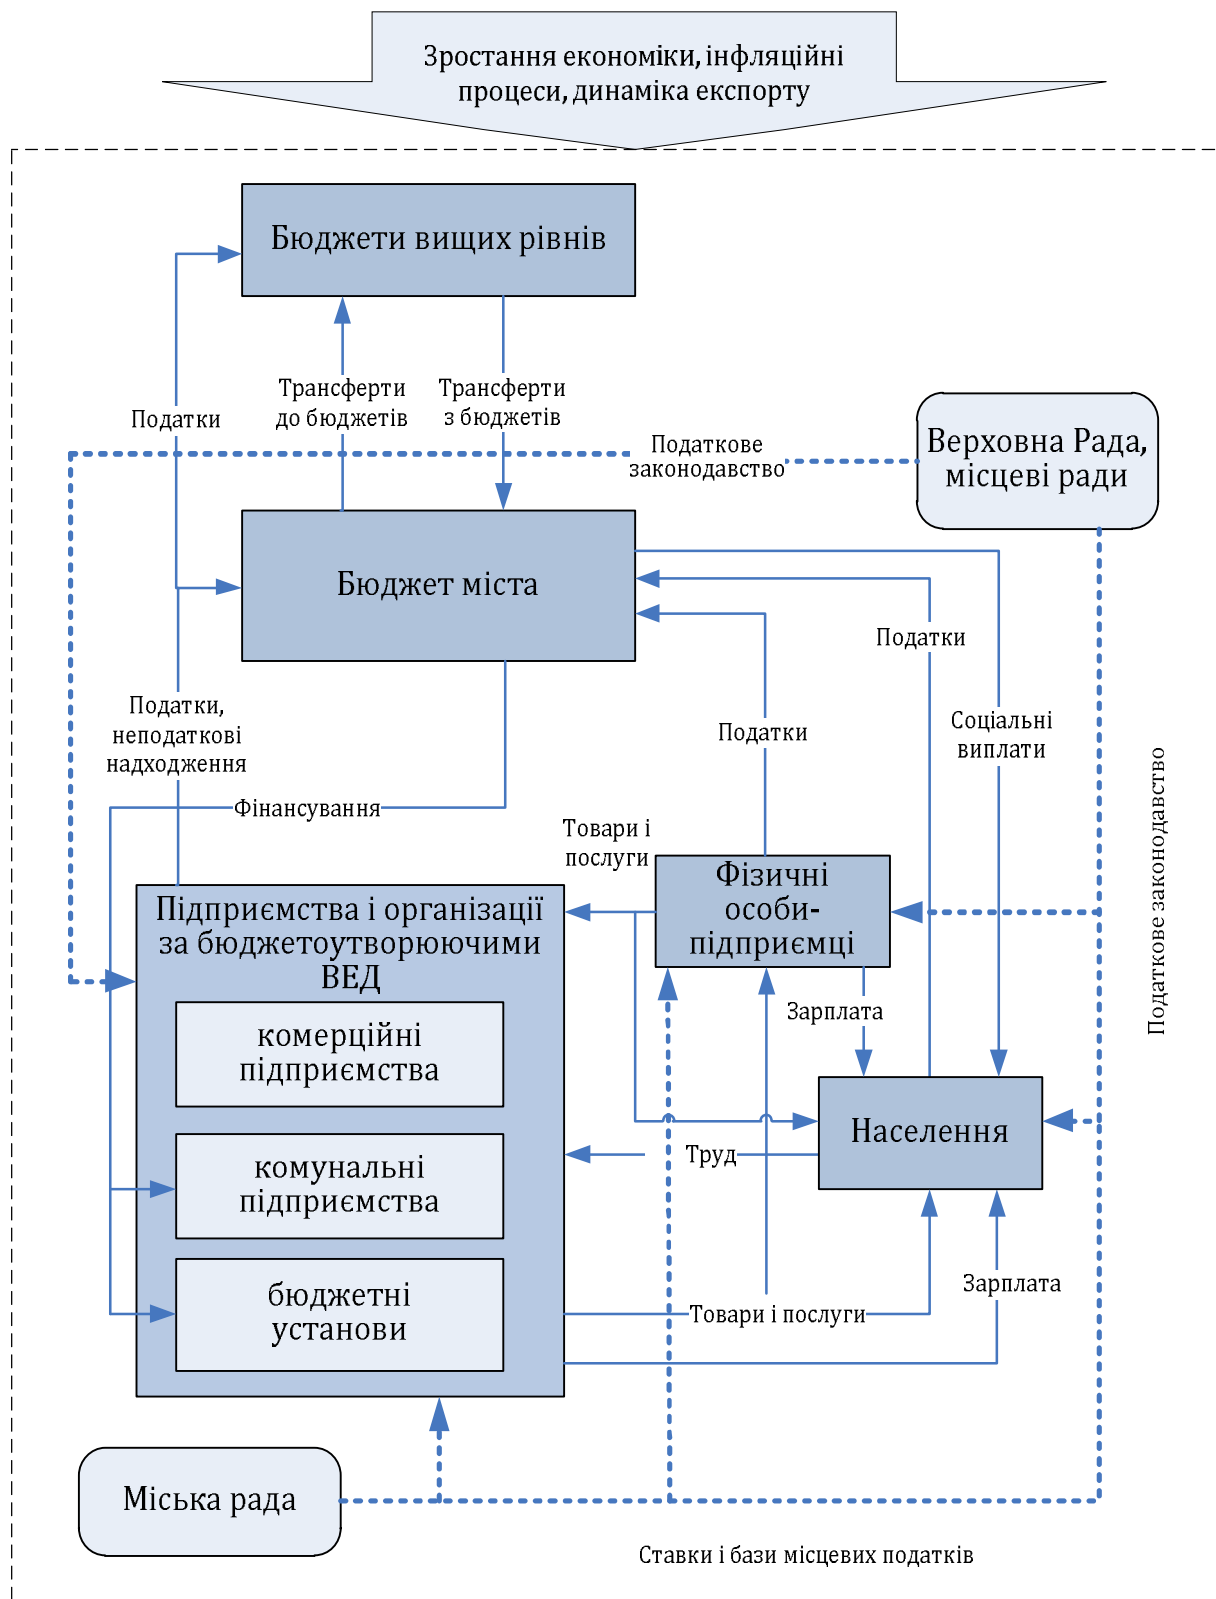 Зростання економіки, інфляційні
процеси, динаміка експорту
Бюджети вищих рівнів
Трансферти
до бюджетів
Трансферти
з бюджетів
Податки
Податкове
законодавство
Верховна Рада,
місцеві ради
Бюджет міста
Податки
Податки,
неподаткові
надходження
Податки
Соціальні
виплати
Фінансування
Товари і
послуги
Податкове законодавство
Фізичні
особи-
підприємці
Підприємства і організації
за бюджетоутворюючими
ВЕД
Зарплата
комерційні
підприємства
Населення
Труд
комунальні
підприємства
Зарплата
бюджетні
установи
Товари і послуги
Міська рада
Ставки і бази місцевих податків